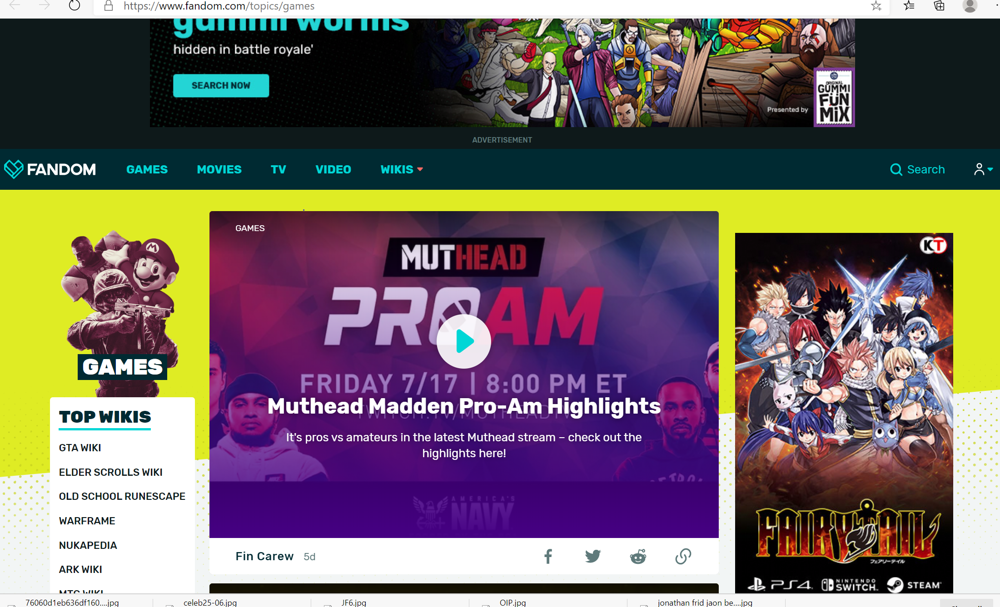 https://www.fandom.com/topics/games
gummi worms
hidden in battle royale'
SEARCH NOW
Presented by
ORIGINAL
GUMMI
FUN
MIX
ADVERTISEMENT
FANDOM
GAMES
MOVIES
TV
VIDEO
WIKIS
Search
GAMES
MUTHEAD
PROAM
FRIDAY 7/17 | 8:00 PM ET
TWITCH.TV/MUTHEADTV
Muthead Madden Pro-Am Highlights
It's pros vs amateurs in the latest Muthead stream – check out the
highlights here!
AMERICA'S
NAVY
Fin Carew 5d
M
GAMES
TOP WIKIS
GTA WIKI
ELDER SCROLLS WIKI
OLD SCHOOL RUNESCAPE
WARFRAME
NUKAPEDIA
ARK WIKI
MTG WIKI
KT
FAIRY TAIL
フェアリーテイル
PS4
NINTENDO
SWITCH
STEAM
76060d1eb636df160....jpg
celeb25-06.jpg
JF6.jpg
OIP.jpg
jonathan frid jaon be....jpg